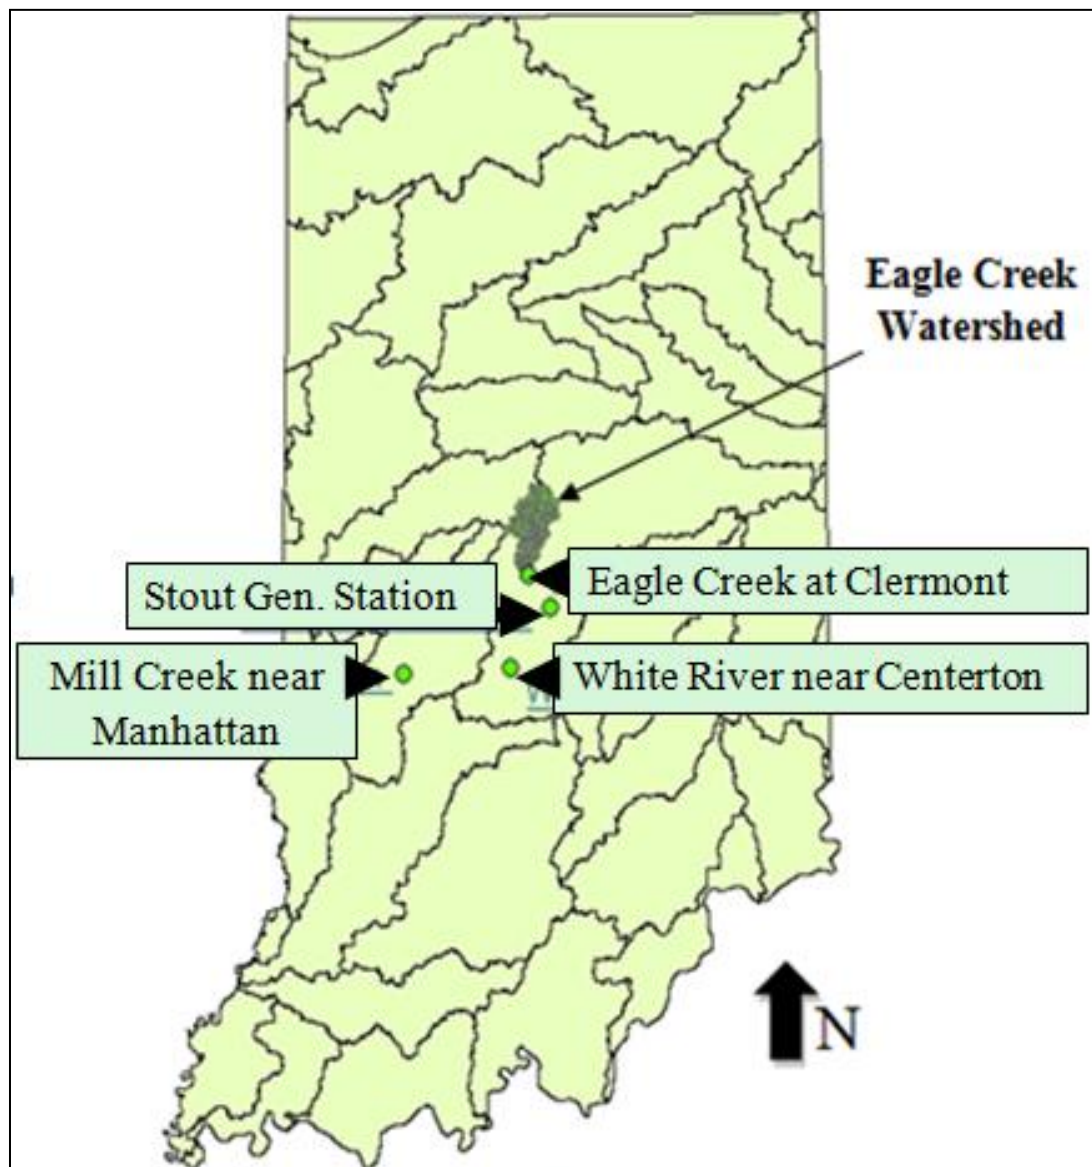 Eagle Creek
Watershed
Eagle Creek at Clermont
Stout Gen. Station
Mill Creek near
Manhattan
White River near Centerton
N